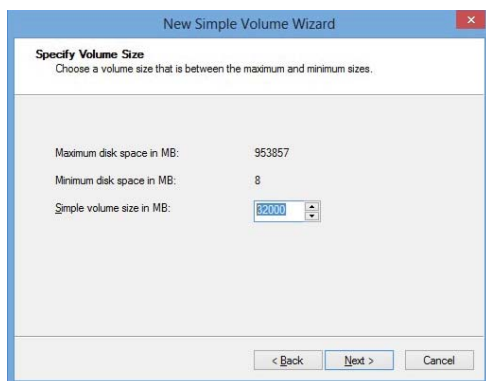 New Simple Volume Wizard
Specify Volume Size
Choose a volume size that is between the maximum and minimum sizes.
Maximum disk space in MB: 953857
Minimum disk space in MB: 8
Simple volume size in MB: 32000
< Back Next > Cancel